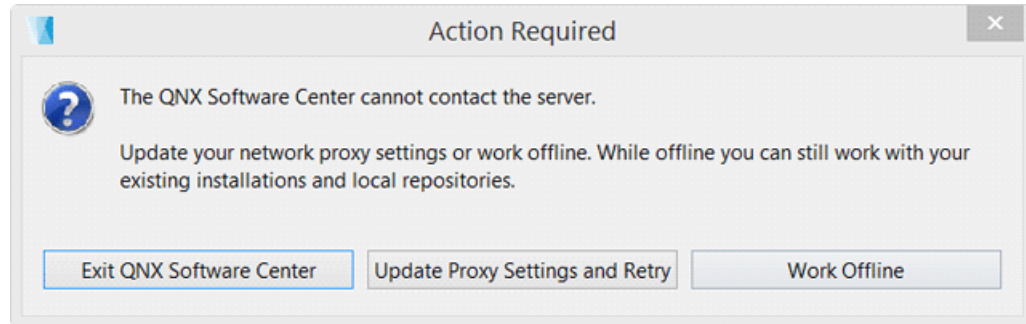 Action Required
The QNX Software Center cannot contact the server.
Update your network proxy settings or work offline. While offline you can still work with your
existing installations and local repositories.
Exit QNX Software Center
Update Proxy Settings and Retry
Work Offline